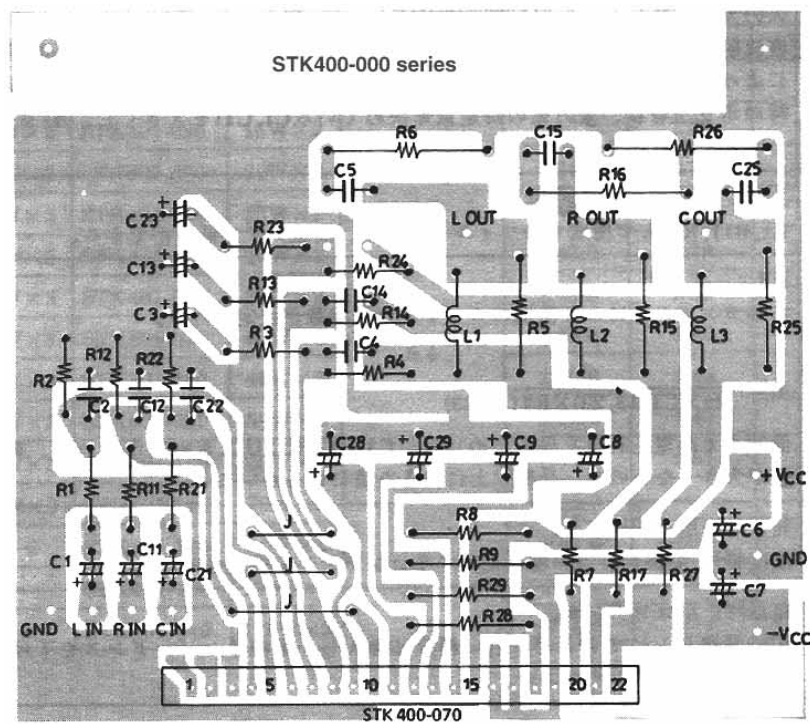 STK400-000 series
R6 C15 R26
C5 R16 C25
C23 R23 L OUT R OUT C OUT
C13 R13 R24
C14
C3 R3 R14 L1 R5 L2 R15 L3 R25
C4
R2 R12 R22 R4
C2 C12 C22
C28 C29 C9 C8
R1 R11 R21 + VCC
J R8 C6
C1 C11 C21 J R9 R7 R17 R27 GND
J R29 C7
GND L IN R IN C IN R28 -VCC
1 5 10 15 20 22
STK 400-070